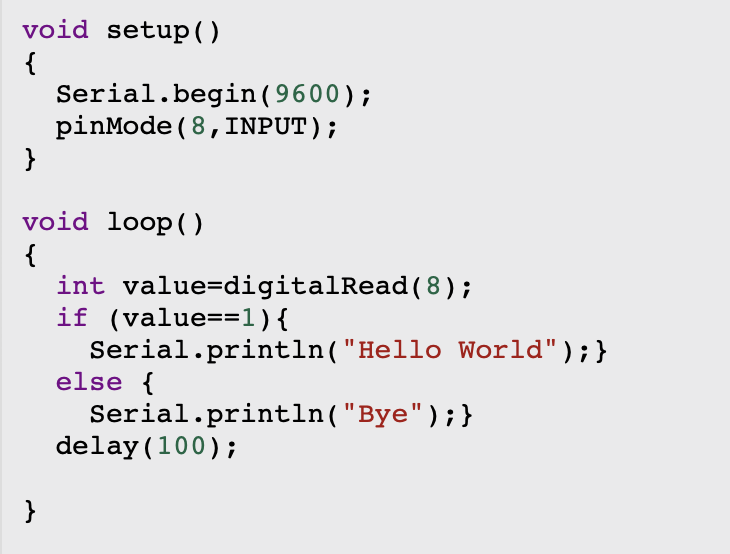 void setup()
{
  Serial.begin(9600);
  pinMode(8,INPUT);
}

void loop()
{
  int value=digitalRead(8);
  if (value==1){
    Serial.println("Hello World");}
  else {
    Serial.println("Bye");}
  delay(100);

}